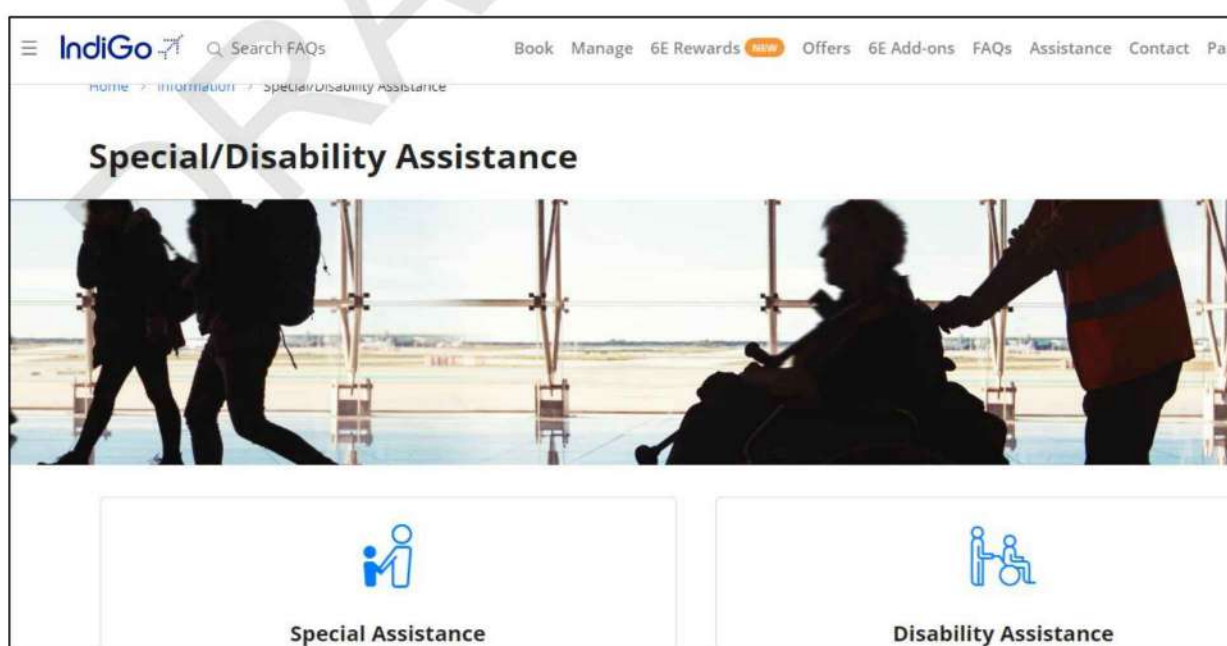 IndiGo Search FAQs Book Manage 6E Rewards NEW Offers 6E Add-ons FAQs Assistance Contact Pa
Home > Information > Special/Disability Assistance
Special/Disability Assistance
Special Assistance
Disability Assistance